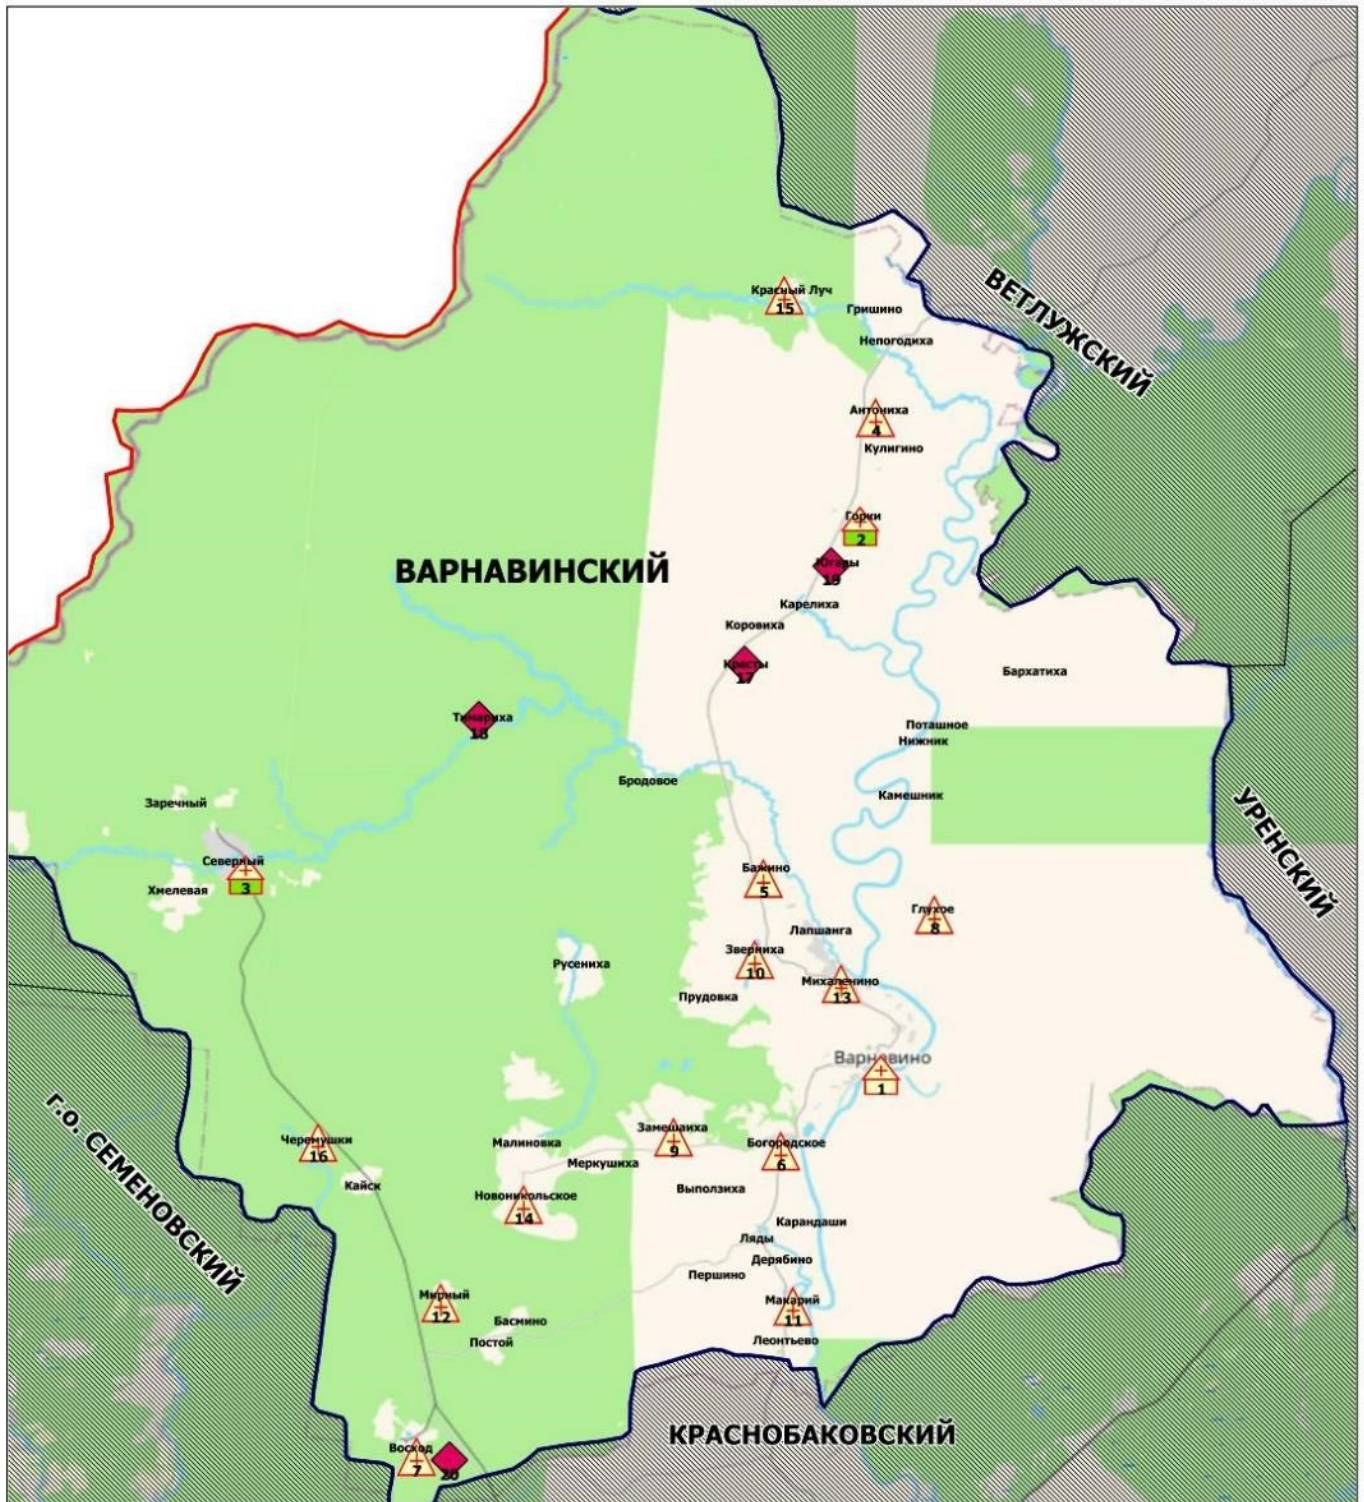 ВЕТЛУЖСКИЙ
Красный Луч
15
Гришино
Непогодиха
Антониха
4
Кулигино
Горки
2
ВАРНАВИНСКИЙ
Югары
19
Карелиха
Коровиха
Кресты
17
Бархатиха
Тимариха
18
Поташное
Нижник
Бродовое
Заречный
Камешник
УРЕНСКИЙ
Северный
3
Хмелевая
Бажино
5
Глухое
8
Лапшанга
Зверниха
10
Русениха
Михаленино
13
Прудовка
Варнавино
1
г.о. СЕМЕНОВСКИЙ
Замешаиха
9
Черемушки
16
Малиновка
Богородское
6
Меркушиха
Кайск
Выползиха
Новоникольское
14
Карандаши
Ляды
Дерябино
Першино
Мирный
12
Макарий
11
Басмино
Постой
Леонтьево
КРАСНОБАКОВСКИЙ
Восход
7
20